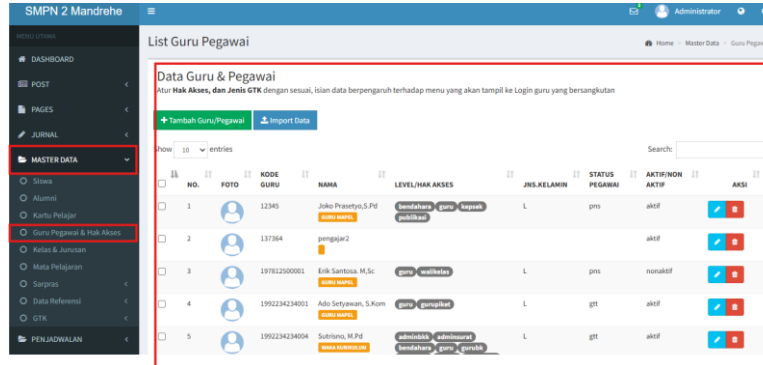 SMPN 2 Mandrehe
Administrator
MENU UTAMA
DASHBOARD
POST
PAGES
JURNAL
MASTER DATA
Siswa
Alumni
Kartu Pelajar
Guru Pegawai & Hak Akses
Kelas & Jurusan
Mata Pelajaran
Sarpras
Data Referensi
GTK
PENJADWALAN
List Guru Pegawai
Home > Master Data > Guru Pegaw
Data Guru & Pegawai
Atur Hak Akses, dan Jenis GTK dengan sesuai, isian data berpengaruh terhadap menu yang akan tampil ke Login guru yang bersangkutan
+ Tambah Guru/Pegawai Import Data
Show 10 entries Search:
NO. FOTO KODE GURU NAMA LEVEL/HAK AKSES JNS.KELAMIN STATUS PEGAWAI AKTIF/NON AKTIF AKSI
1 12345 Joko Prasetyo,S.Pd bendahara guru kepsek L pns aktif
GURU MAPEL publikasi
2 137364 pengajar2 aktif
3 197812500001 Erik Santosa. M,Sc guru walikelas L pns nonaktif
GURU MAPEL
4 1992234234001 Ado Setyawan, S.Kom guru gurupiket L gtt aktif
GURU MAPEL
5 1992234234004 Sutrisno, M.Pd adminbkk adminsurat L gtt aktif
WAKA KURIKULUM bendahara guru gurubk